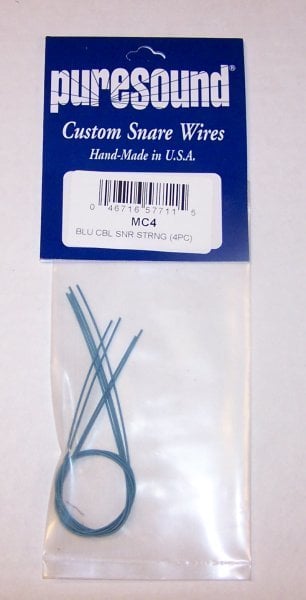 puresound®
Custom Snare Wires
Hand-Made in U.S.A.
0 46716 57711 5
MC4
BLU CBL SNR STRNG (4PC)